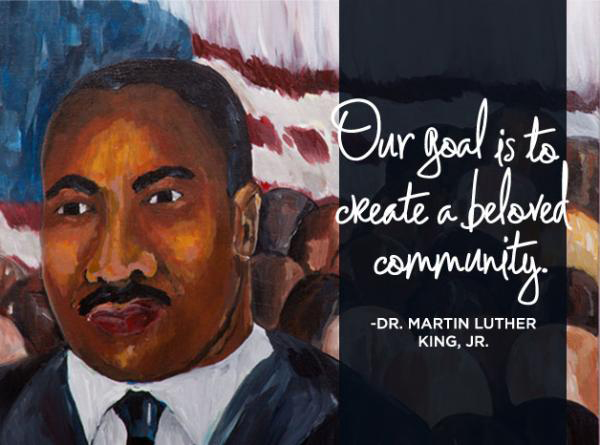 Our goal is to
create a beloved
community.
-DR. MARTIN LUTHER
KING, JR.